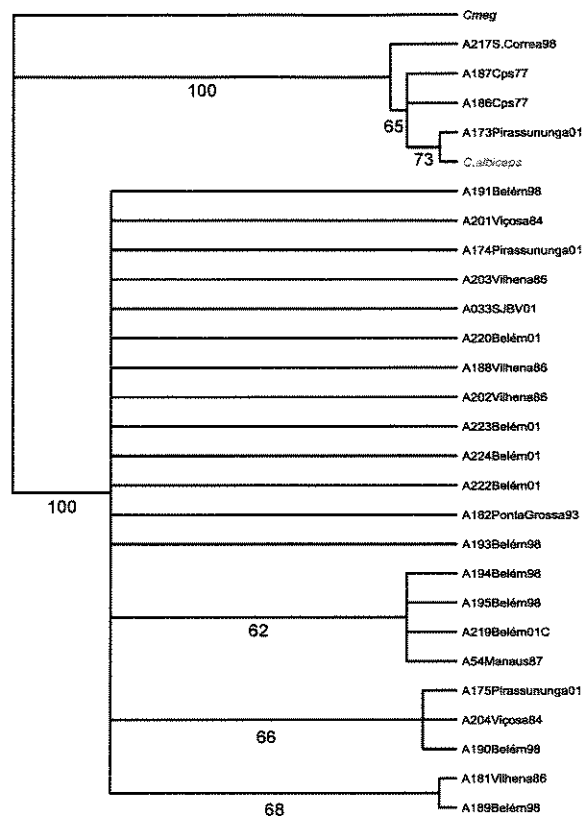 Cmeg
A217S.Correa98
A187Cps77
100
A186Cps77
65
A173Pirassununga01
73
C.albiceps
A191Belém98
A201Viçosa84
A174Pirassununga01
A203Vilhena86
A033SJBV01
A220Belém01
A188Vilhena86
A202Vilhena86
A223Belém01
A224Belém01
A222Belém01
100
A182PontaGrossa93
A193Belém98
A194Belém98
A195Belém98
62
A219Belém01C
A54Manaus87
A175Pirassununga01
A204Viçosa84
66
A190Belém98
A181Vilhena86
68
A189Belém98